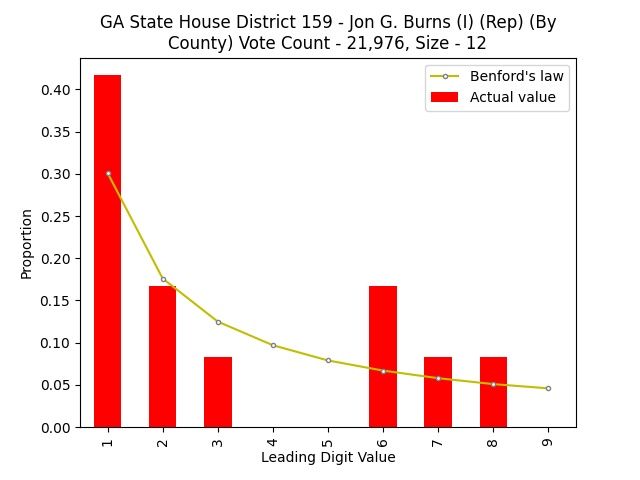 GA State House District 159 - Jon G. Burns (I) (Rep) (By
County) Vote Count - 21,976, Size - 12
Benford's law
Actual value
Proportion
0.40
0.35
0.30
0.25
0.20
0.15
0.10
0.05
0.00
1 2 3 4 5 6 7 8 9
Leading Digit Value